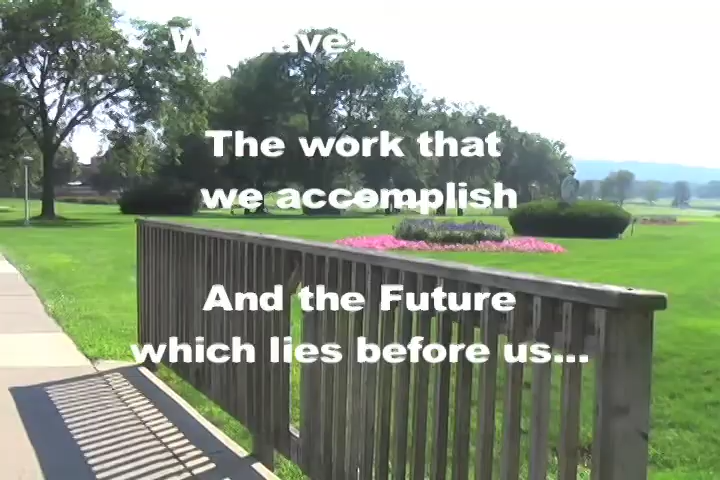 The work that
we accomplish
And the Future
which lies before us...